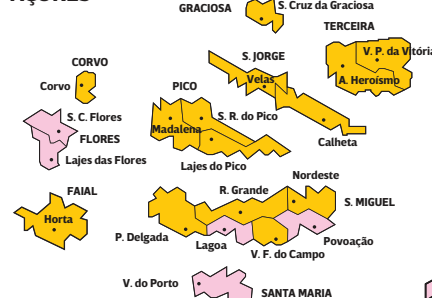 AÇORES
GRACIOSA
S. Cruz da Graciosa
TERCEIRA
V. P. da Vitória
A. Heroísmo
S. JORGE
Velas
Calheta
CORVO
Corvo
PICO
S. R. do Pico
Madalena
Lajes do Pico
S. C. Flores
FLORES
Lajes das Flores
FAIAL
Horta
Nordeste
R. Grande
S. MIGUEL
P. Delgada
Lagoa
Povoação
V. F. do Campo
V. do Porto
SANTA MARIA